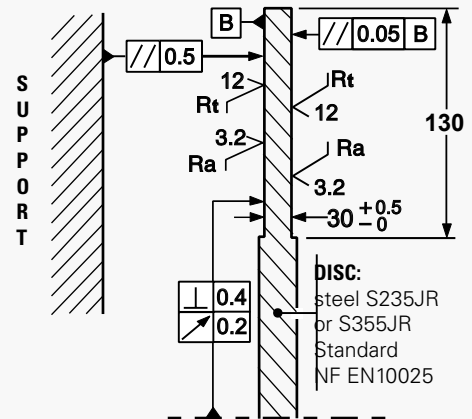 B
// 0.05 B
// 0.5
SUPPORT
12
Rt
Rt
12
3.2
Ra
Ra
3.2
130
30 +0.5 -0
⊥ 0.4
↗ 0.2
DISC:
steel S235JR
or S355JR
Standard
NF EN10025